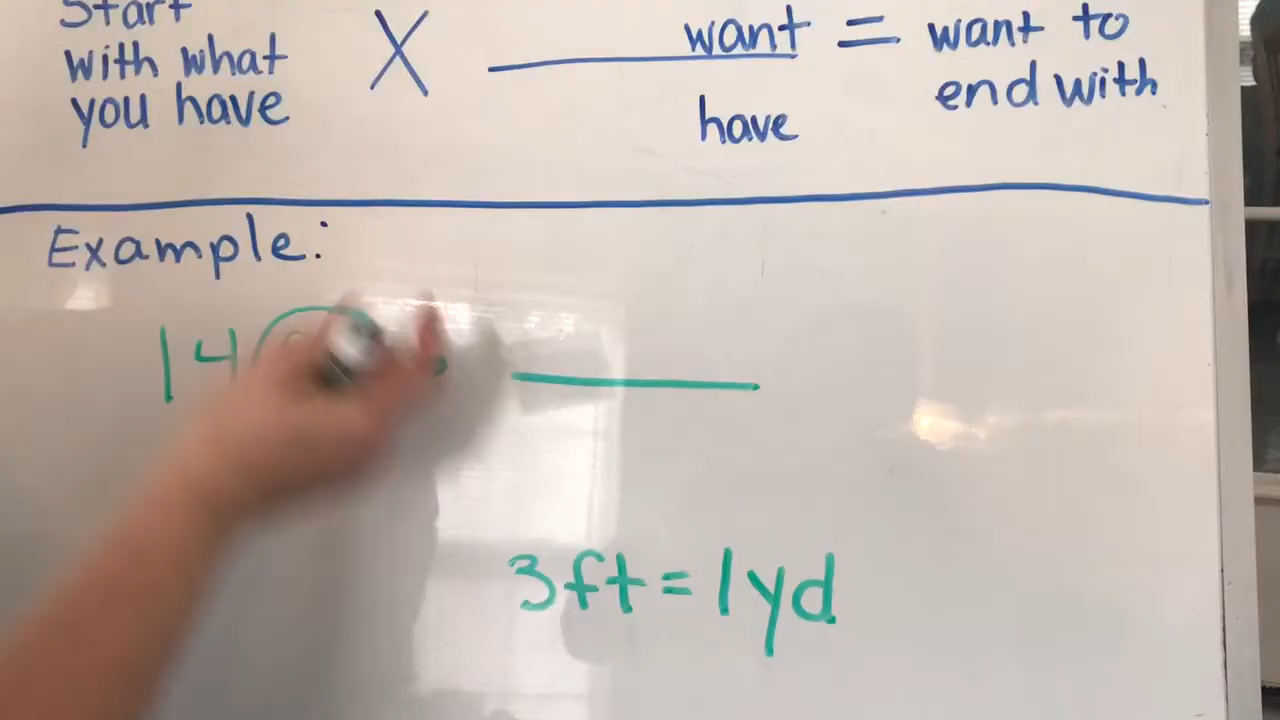 Start
with what
you have
X
want
have
=
want to
end with
Example:
14
3ft = 1yd